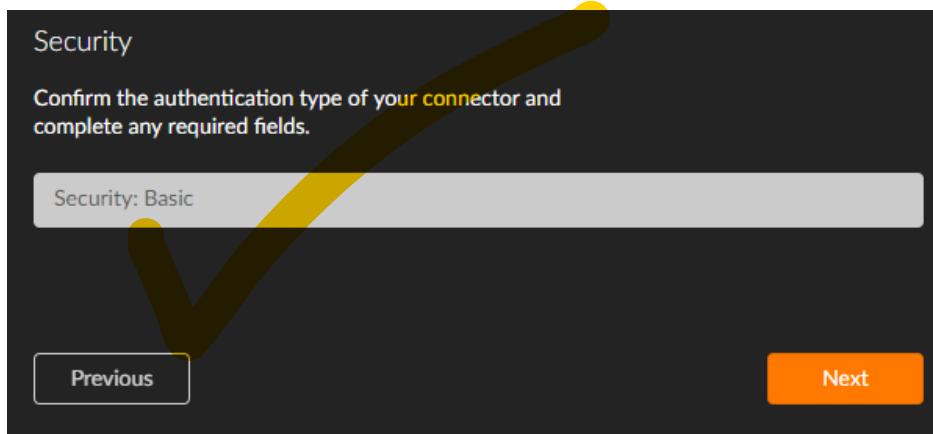 Security
Confirm the authentication type of your connector and
complete any required fields.
Security: Basic
Previous
Next